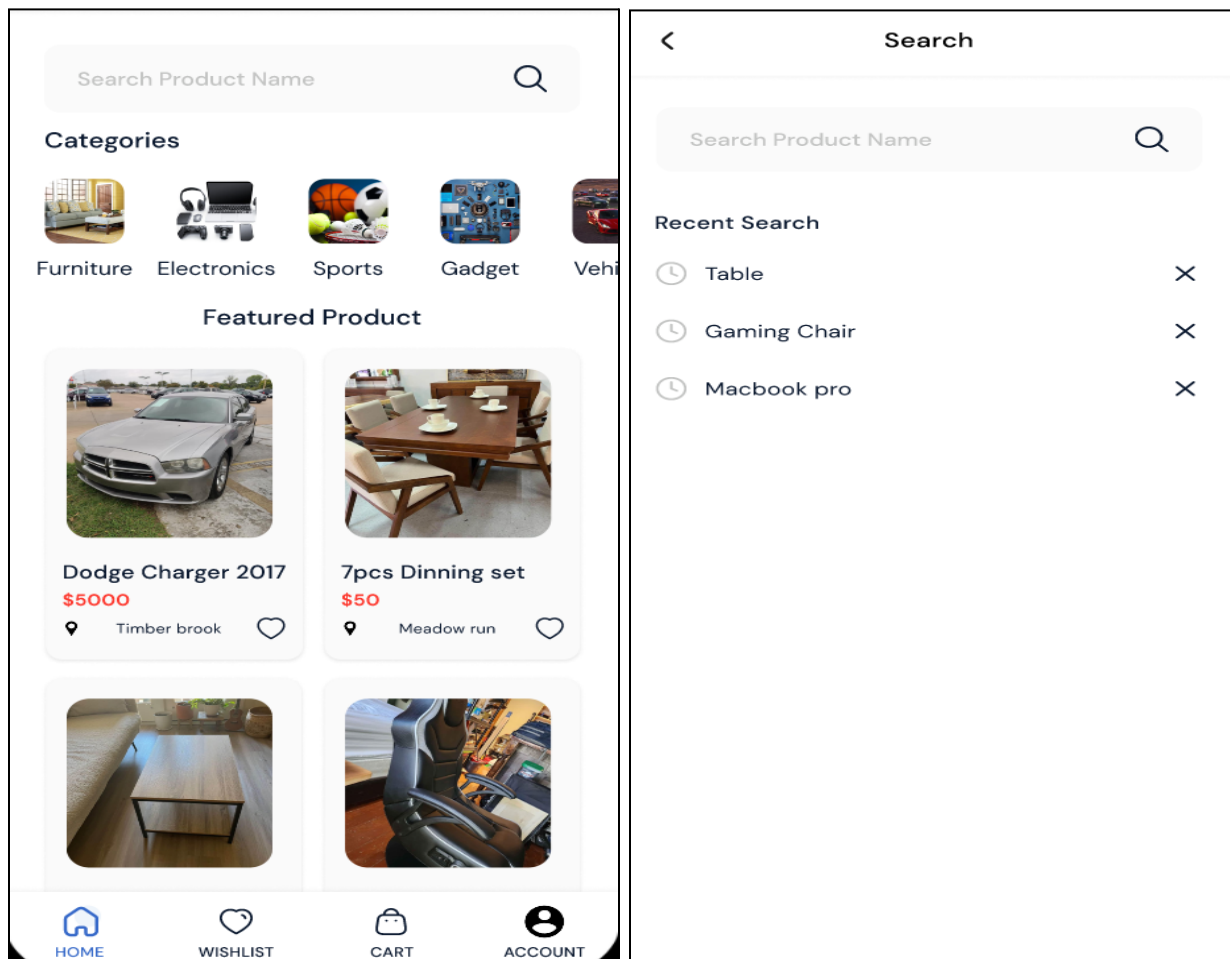 Search Product Name
Categories
Furniture Electronics Sports Gadget Vehi
Featured Product
Dodge Charger 2017
$5000
Timber brook
7pcs Dinning set
$50
Meadow run
HOME WISHLIST CART ACCOUNT
Search
Search Product Name
Recent Search
Table
Gaming Chair
Macbook pro